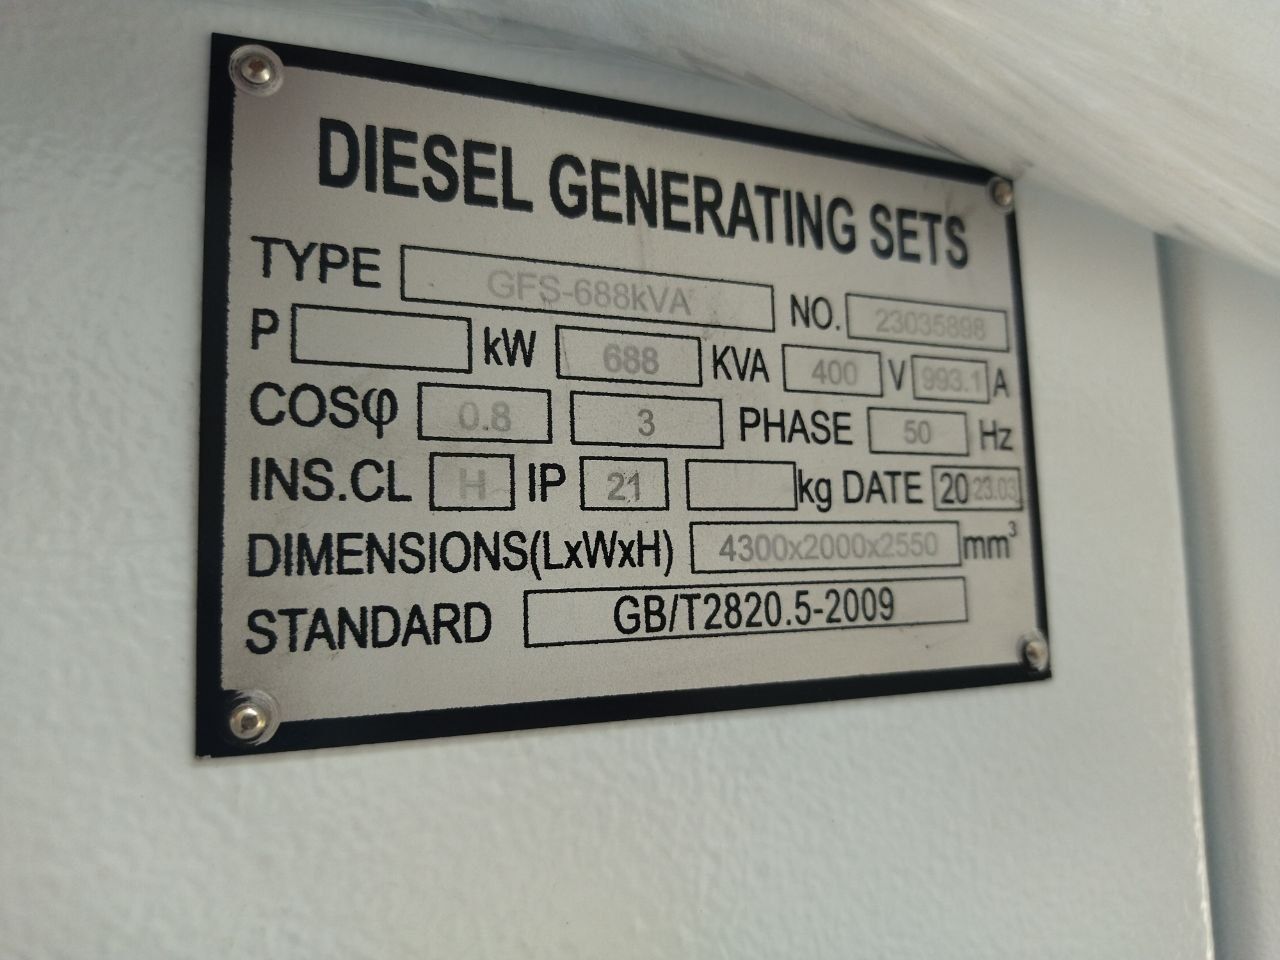 DIESEL GENERATING SETS
TYPE GFS-688kVA NO. 23035898
P kW 688 KVA 400 V 993.1 A
COSφ 0.8 3 PHASE 50 Hz
INS.CL H IP 21 kg DATE 2023.03
DIMENSIONS(LxWxH) 4300x2000x2550 mm³
STANDARD GB/T2820.5-2009